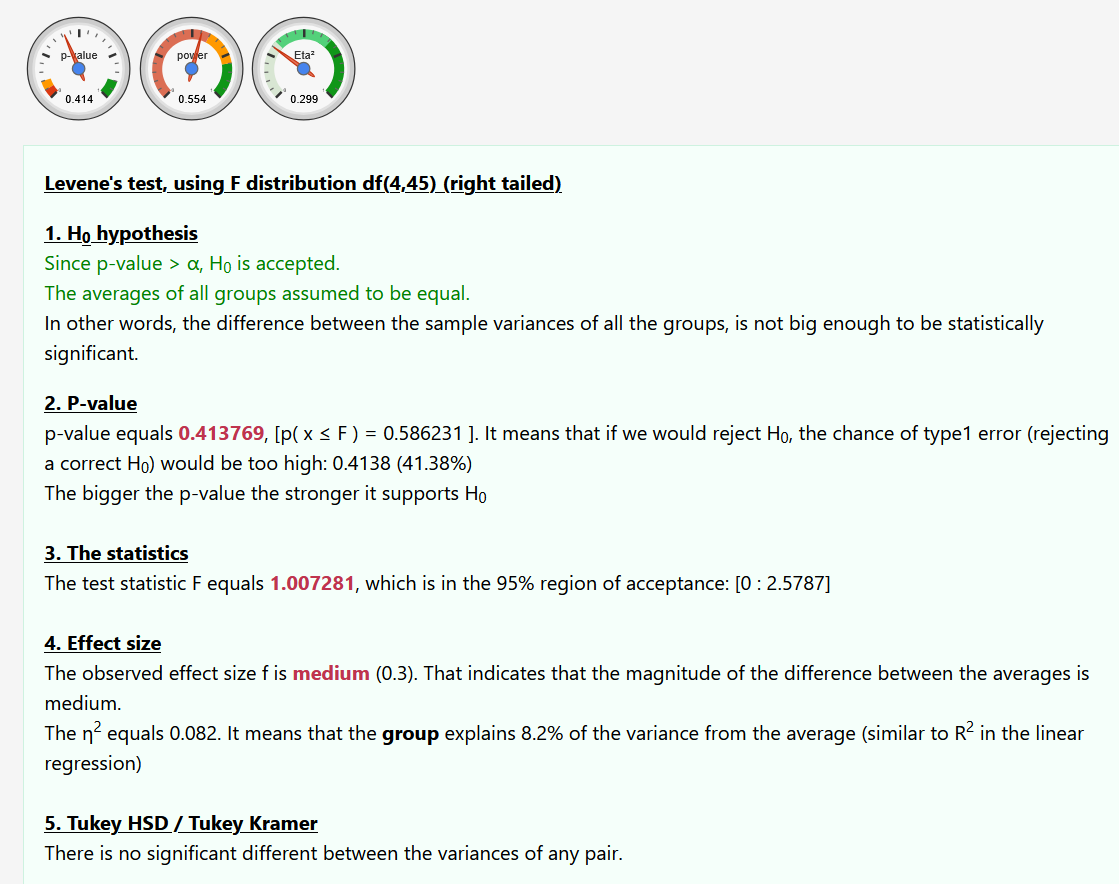 p-value
0.414
power
0.554
Eta²
0.299
Levene's test, using F distribution df(4,45) (right tailed)
1. H₀ hypothesis
Since p-value > α, H₀ is accepted.
The averages of all groups assumed to be equal.
In other words, the difference between the sample variances of all the groups, is not big enough to be statistically
significant.
2. P-value
p-value equals 0.413769, [p( x ≤ F ) = 0.586231 ]. It means that if we would reject H₀, the chance of type1 error (rejecting
a correct H₀) would be too high: 0.4138 (41.38%)
The bigger the p-value the stronger it supports H₀
3. The statistics
The test statistic F equals 1.007281, which is in the 95% region of acceptance: [0 : 2.5787]
4. Effect size
The observed effect size f is medium (0.3). That indicates that the magnitude of the difference between the averages is
medium.
The η² equals 0.082. It means that the group explains 8.2% of the variance from the average (similar to R² in the linear
regression)
5. Tukey HSD / Tukey Kramer
There is no significant different between the variances of any pair.